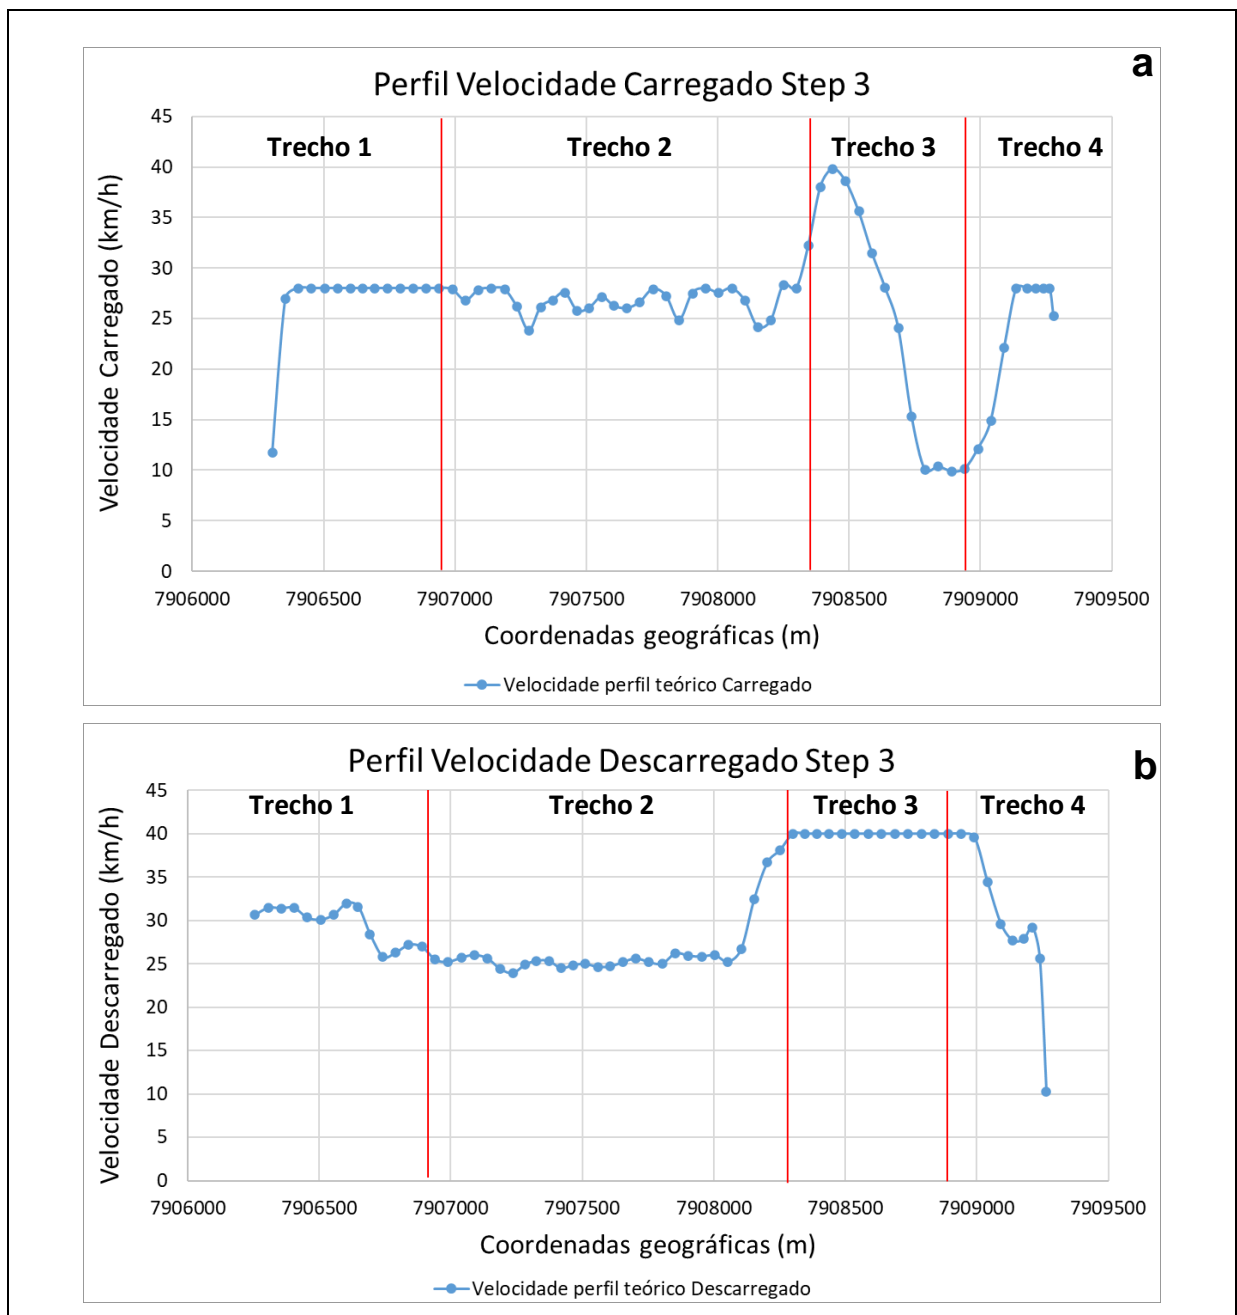 a
Perfil Velocidade Carregado Step 3
Trecho 1 Trecho 2 Trecho 3 Trecho 4
Velocidade Carregado (km/h)
45
40
35
30
25
20
15
10
5
0
7906000 7906500 7907000 7907500 7908000 7908500 7909000 7909500
Coordenadas geográficas (m)
Velocidade perfil teórico Carregado
b
Perfil Velocidade Descarregado Step 3
Trecho 1 Trecho 2 Trecho 3 Trecho 4
Velocidade Descarregado (km/h)
45
40
35
30
25
20
15
10
5
0
7906000 7906500 7907000 7907500 7908000 7908500 7909000 7909500
Coordenadas geográficas (m)
Velocidade perfil teórico Descarregado